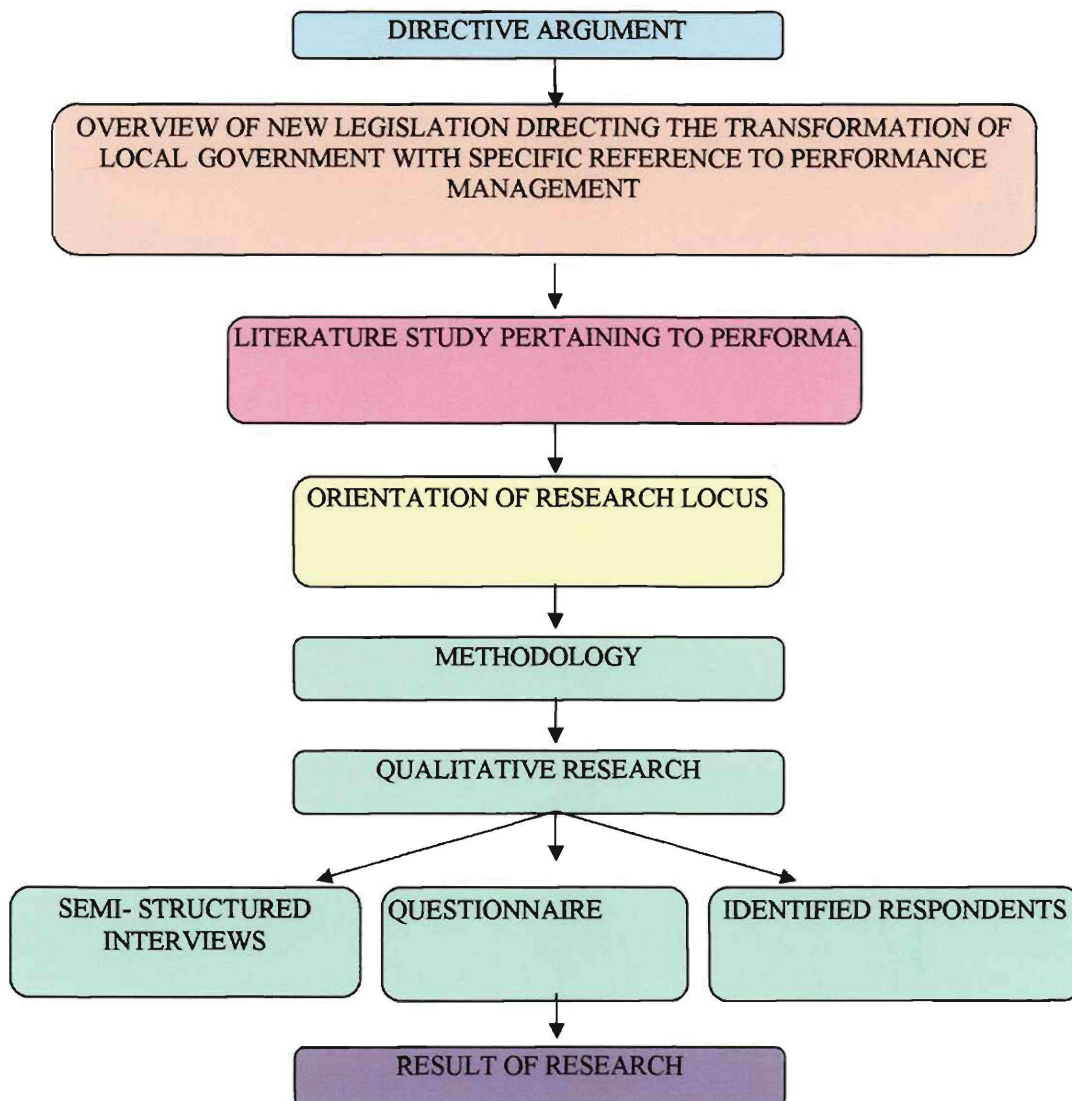 DIRECTIVE ARGUMENT
OVERVIEW OF NEW LEGISLATION DIRECTING THE TRANSFORMATION OF
LOCAL GOVERNMENT WITH SPECIFIC REFERENCE TO PERFORMANCE
MANAGEMENT
LITERATURE STUDY PERTAINING TO PERFORMA
ORIENTATION OF RESEARCH LOCUS
METHODOLOGY
QUALITATIVE RESEARCH
SEMI- STRUCTURED
INTERVIEWS
QUESTIONNAIRE
IDENTIFIED RESPONDENTS
RESULT OF RESEARCH